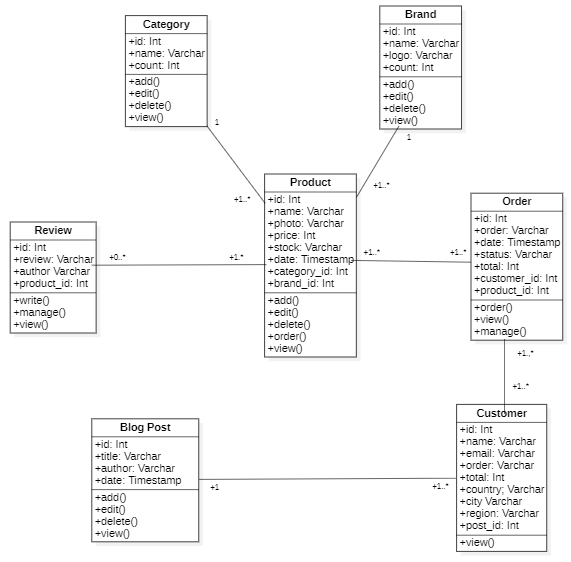 Category
+id: Int
+name: Varchar
+count: Int
+add()
+edit()
+delete()
+view()
1
Brand
+id: Int
+name: Varchar
+logo: Varchar
+count: Int
+add()
+edit()
+delete()
+view()
1
+1..*
+1..*
Product
+id: Int
+name: Varchar
+photo: Varchar
+price: Int
+stock: Varchar
+date: Timestamp
+category_id: Int
+brand_id: Int
+add()
+edit()
+delete()
+order()
+view()
Review
+id: Int
+review: Varchar
+author Varchar
+product_id: Int
+write()
+manage()
+view()
+0..*
+1..*
+1..*
+1..*
Order
+id: Int
+order: Varchar
+date: Timestamp
+status: Varchar
+total: Int
+customer_id: Int
+product_id: Int
+order()
+view()
+manage()
+1..*
+1..*
Blog Post
+id: Int
+title: Varchar
+author: Varchar
+date: Timestamp
+add()
+edit()
+delete()
+view()
+1
+1..*
Customer
+id: Int
+name: Varchar
+email: Varchar
+order: Varchar
+total: Int
+country; Varchar
+city Varchar
+region: Varchar
+post_id: Int
+view()